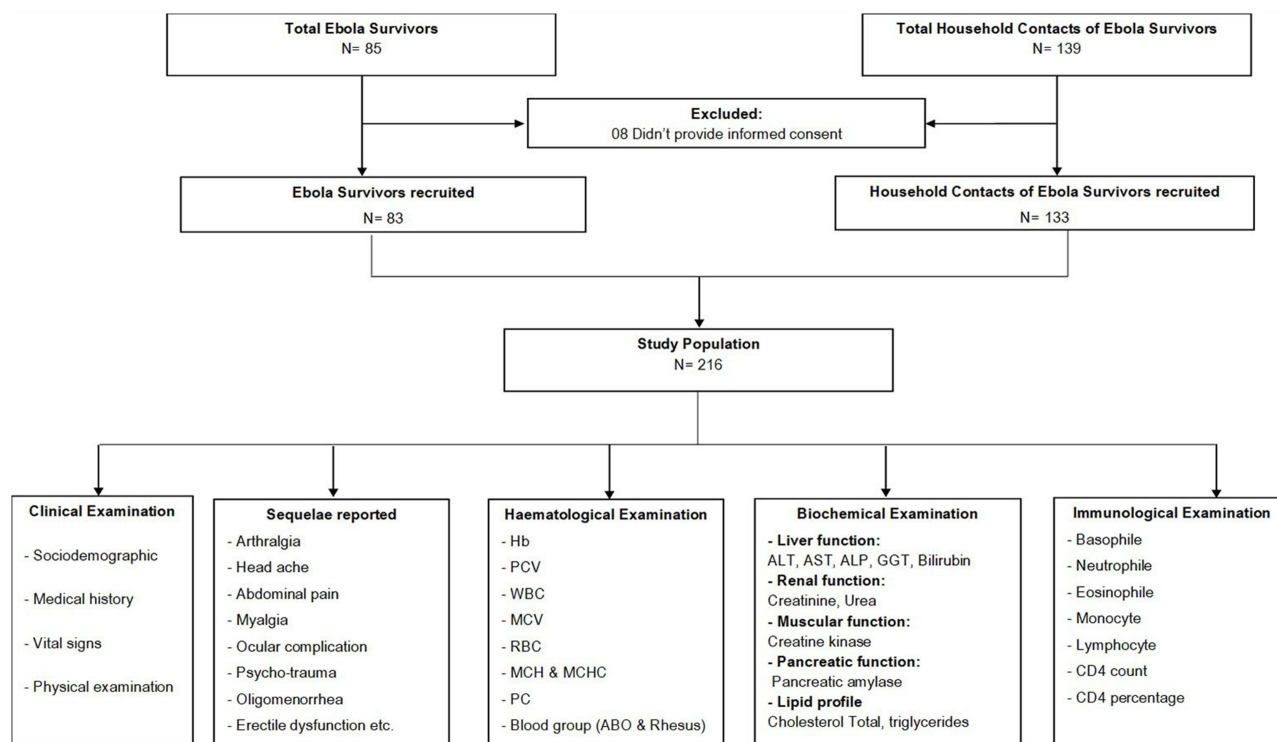 Total Ebola Survivors
N= 85
Total Household Contacts of Ebola Survivors
N= 139
Excluded:
08 Didn’t provide informed consent
Ebola Survivors recruited
N= 83
Household Contacts of Ebola Survivors recruited
N= 133
Study Population
N= 216
Clinical Examination
- Sociodemographic
- Medical history
- Vital signs
- Physical examination
Sequelae reported
- Arthralgia
- Head ache
- Abdominal pain
- Myalgia
- Ocular complication
- Psycho-trauma
- Oligomenorrhea
- Erectile dysfunction etc.
Haematological Examination
- Hb
- PCV
- WBC
- MCV
- RBC
- MCH & MCHC
- PC
- Blood group (ABO & Rhesus)
Biochemical Examination
- Liver function:
ALT, AST, ALP, GGT, Bilirubin
- Renal function:
Creatinine, Urea
- Muscular function:
Creatine kinase
- Pancreatic function:
Pancreatic amylase
- Lipid profile
Cholesterol Total, triglycerides
Immunological Examination
- Basophile
- Neutrophile
- Eosinophile
- Monocyte
- Lymphocyte
- CD4 count
- CD4 percentage